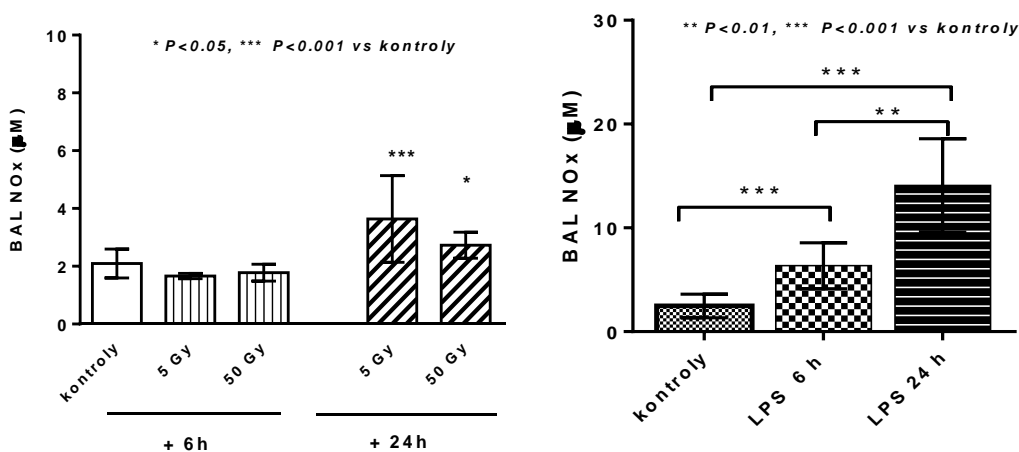 * P<0.05, *** P<0.001 vs kontroly
BAL NOx (µM)
10
8
6
4
2
0
***
*
kontroly
5 Gy
50 Gy
5 Gy
50 Gy
+ 6h
+ 24h
** P<0.01, *** P<0.001 vs kontroly
BAL NOx (µM)
30
20
10
0
***
**
***
kontroly
LPS 6 h
LPS 24 h